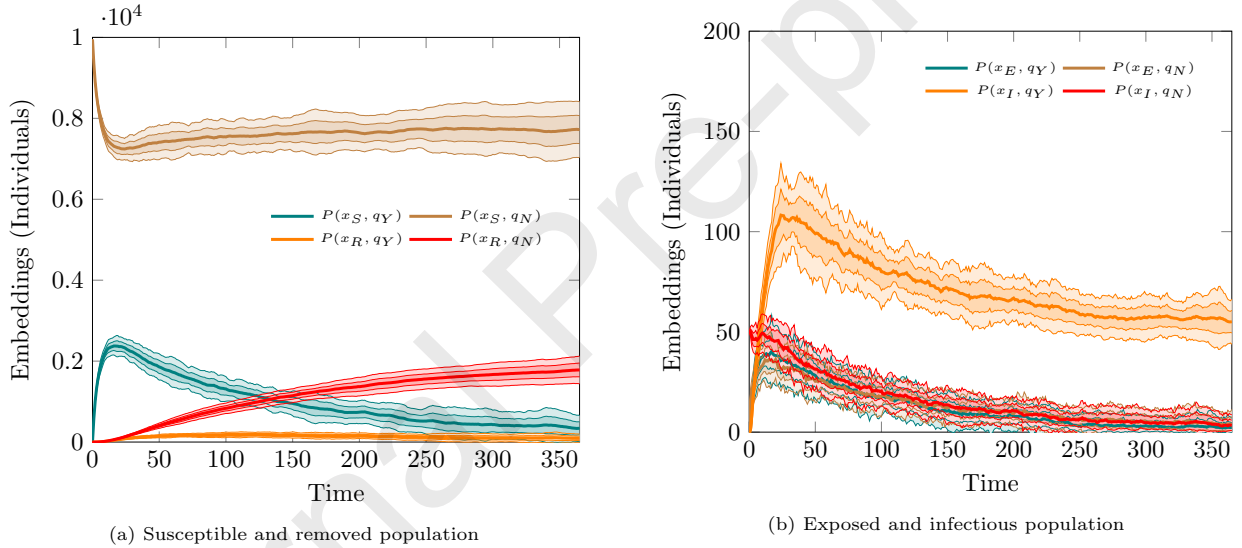 ·10⁴
1
0.8
0.6
0.4
0.2
0
0 50 100 150 200 250 300 350
Time
Embeddings (Individuals)
P(x_S, q_Y) P(x_S, q_N)
P(x_R, q_Y) P(x_R, q_N)
(a) Susceptible and removed population
200
150
100
50
0
0 50 100 150 200 250 300 350
Time
Embeddings (Individuals)
P(x_E, q_Y) P(x_E, q_N)
P(x_I, q_Y) P(x_I, q_N)
(b) Exposed and infectious population
nal Pre-p